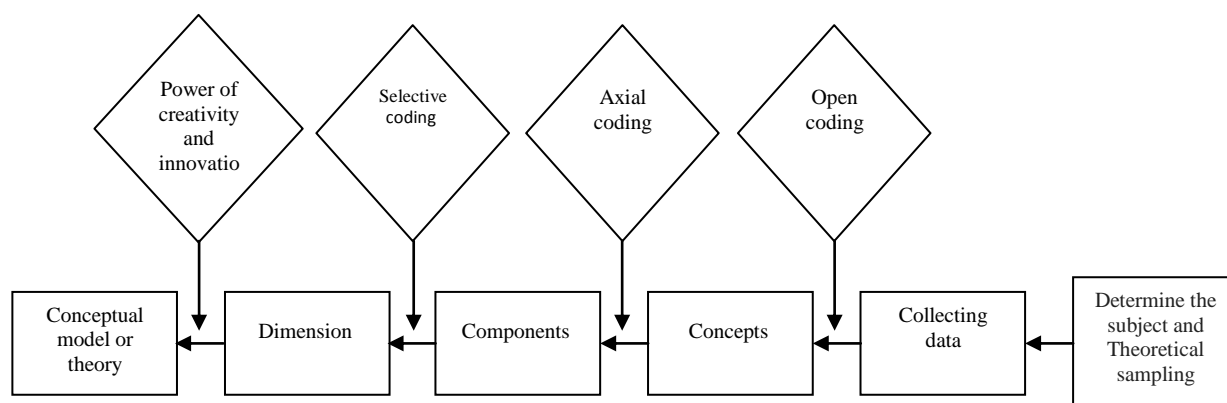 Power of
creativity
and
innovatio
Selective
coding
Axial
coding
Open
coding
Conceptual
model or
theory
Dimension
Components
Concepts
Collecting
data
Determine the
subject and
Theoretical
sampling